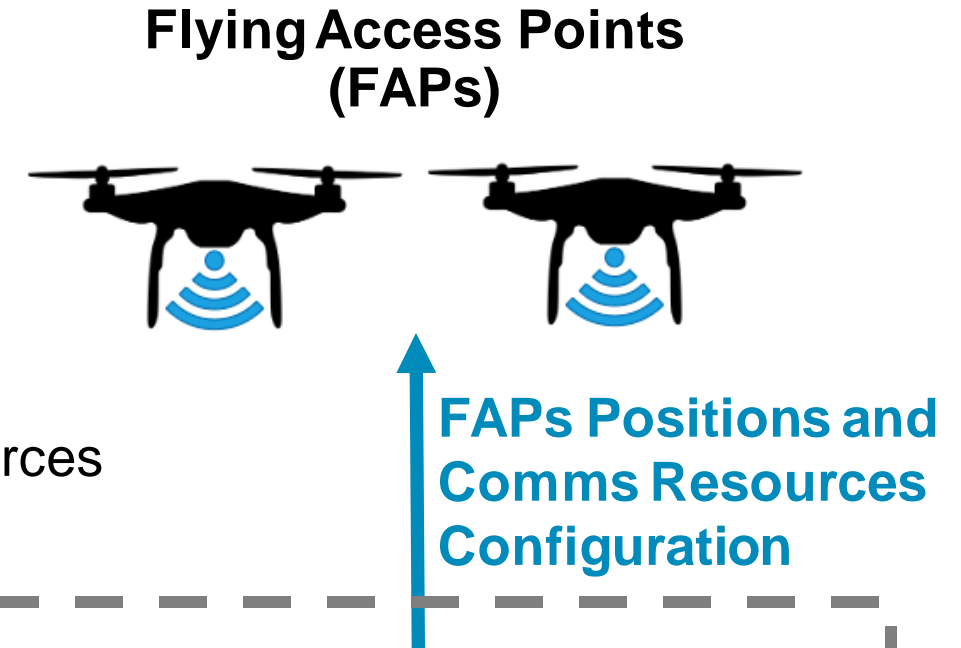 Flying Access Points
(FAPs)
rces
FAPs Positions and
Comms Resources
Configuration